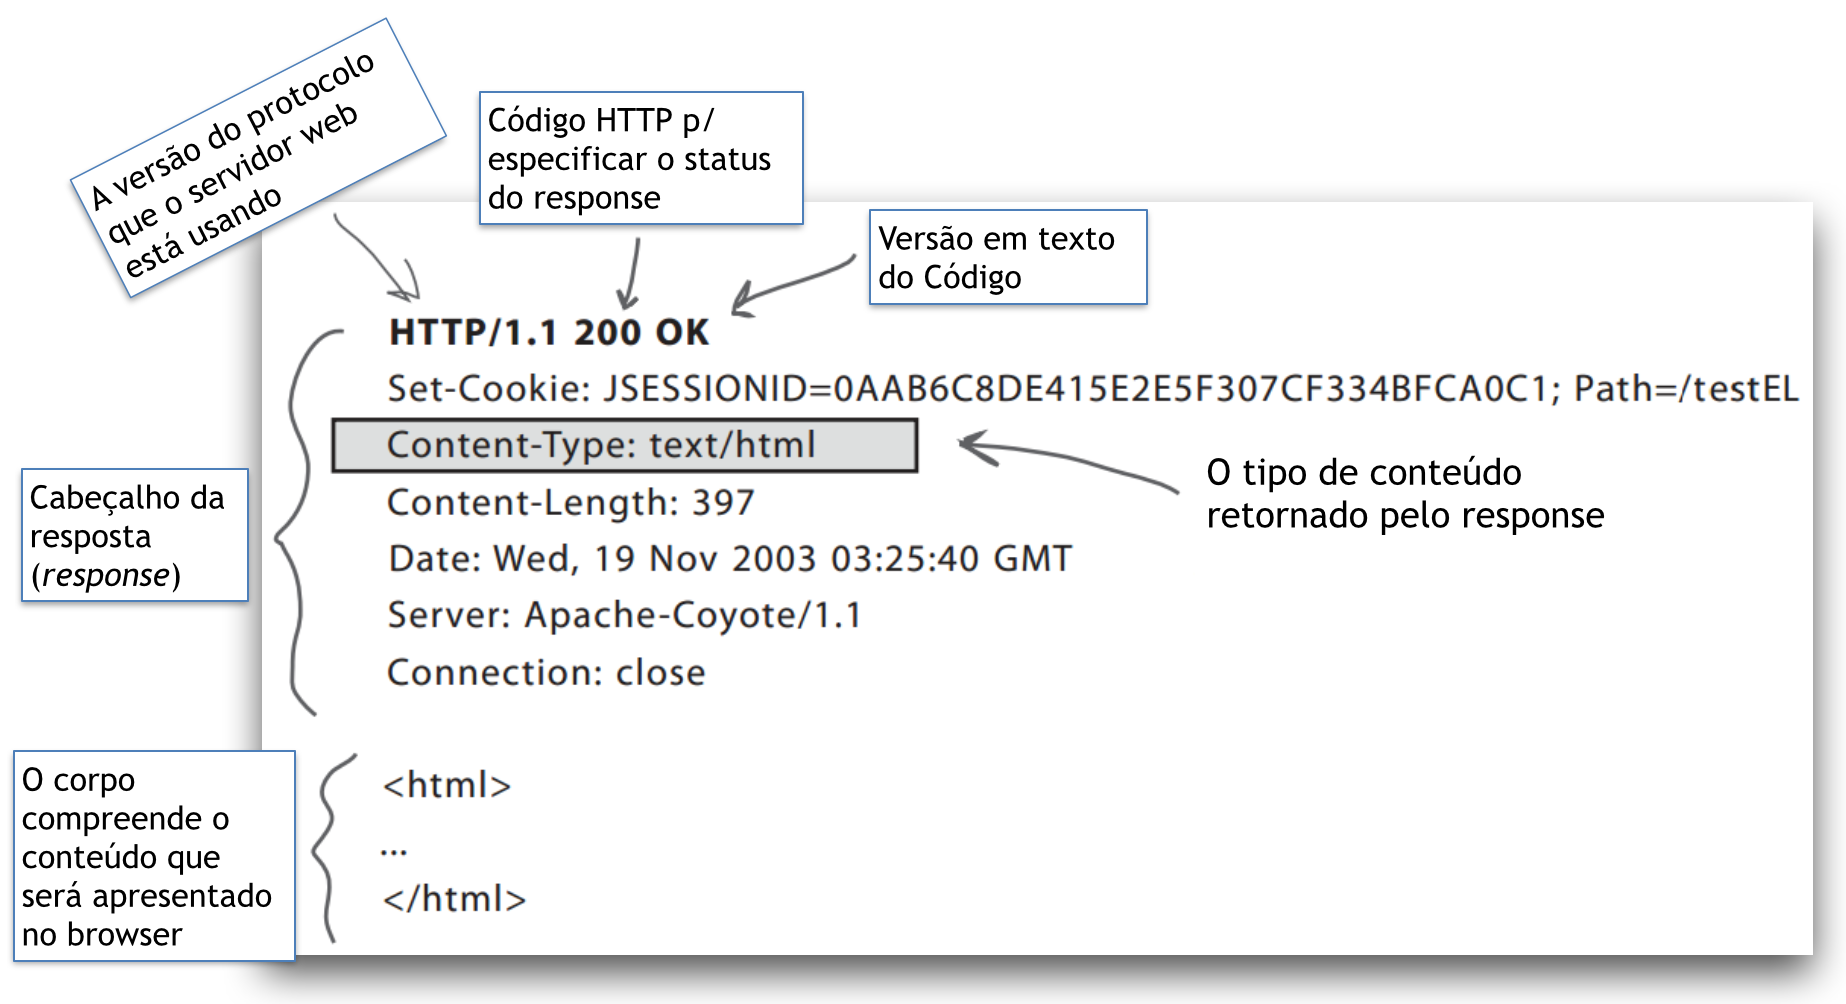 A versão do protocolo
que o servidor web
está usando
Código HTTP p/
especificar o status
do response
Versão em texto
do Código
HTTP/1.1 200 OK
Set-Cookie: JSESSIONID=0AAB6C8DE415E2E5F307CF334BFCA0C1; Path=/testEL
Content-Type: text/html
O tipo de conteúdo
retornado pelo response
Content-Length: 397
Date: Wed, 19 Nov 2003 03:25:40 GMT
Server: Apache-Coyote/1.1
Connection: close
Cabeçalho da
resposta
(response)
O corpo
compreende o
conteúdo que
será apresentado
no browser
<html>
...
</html>